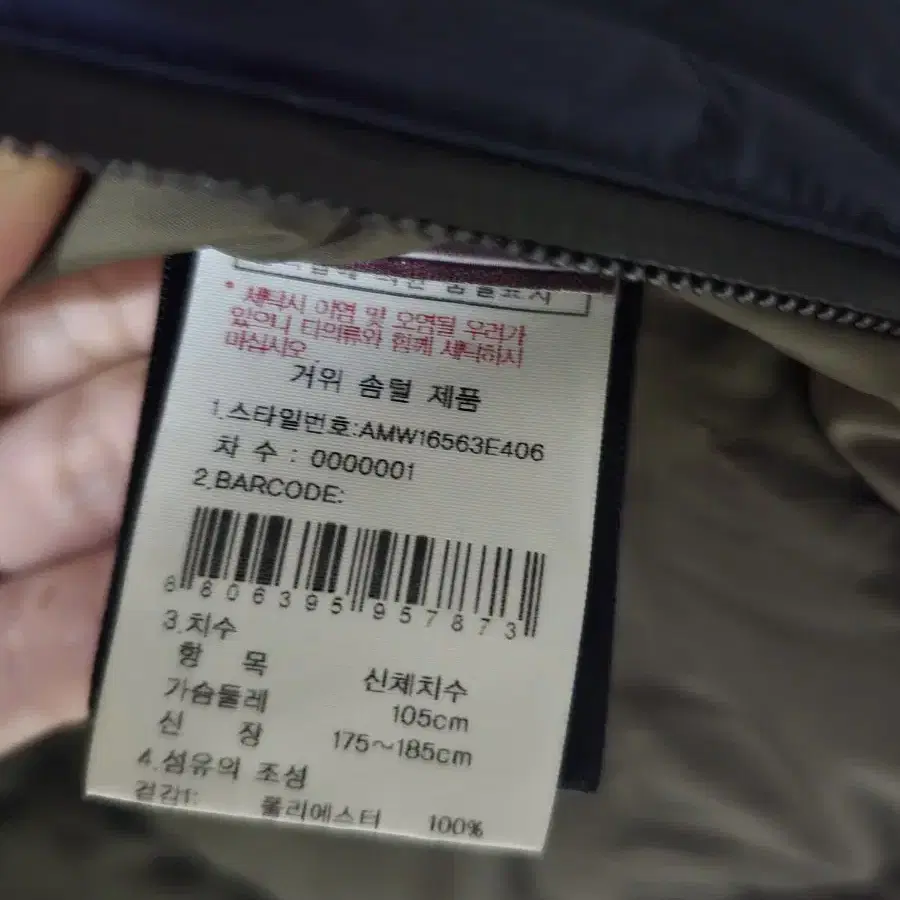 * 세탁시 이염 및 오염될 우려가
있으니 타의류와 함께 세탁하시
마십시오.
거위 솜털 제품
1.스타일번호:AMW16563E406
차 수 : 0000001
2.BARCODE:
8 806395 957873
3.치수
항 목 신체치수
가슴둘레 105cm
신 장 175~185cm
4.섬유의 조성
겉감1: 폴리에스터 100%